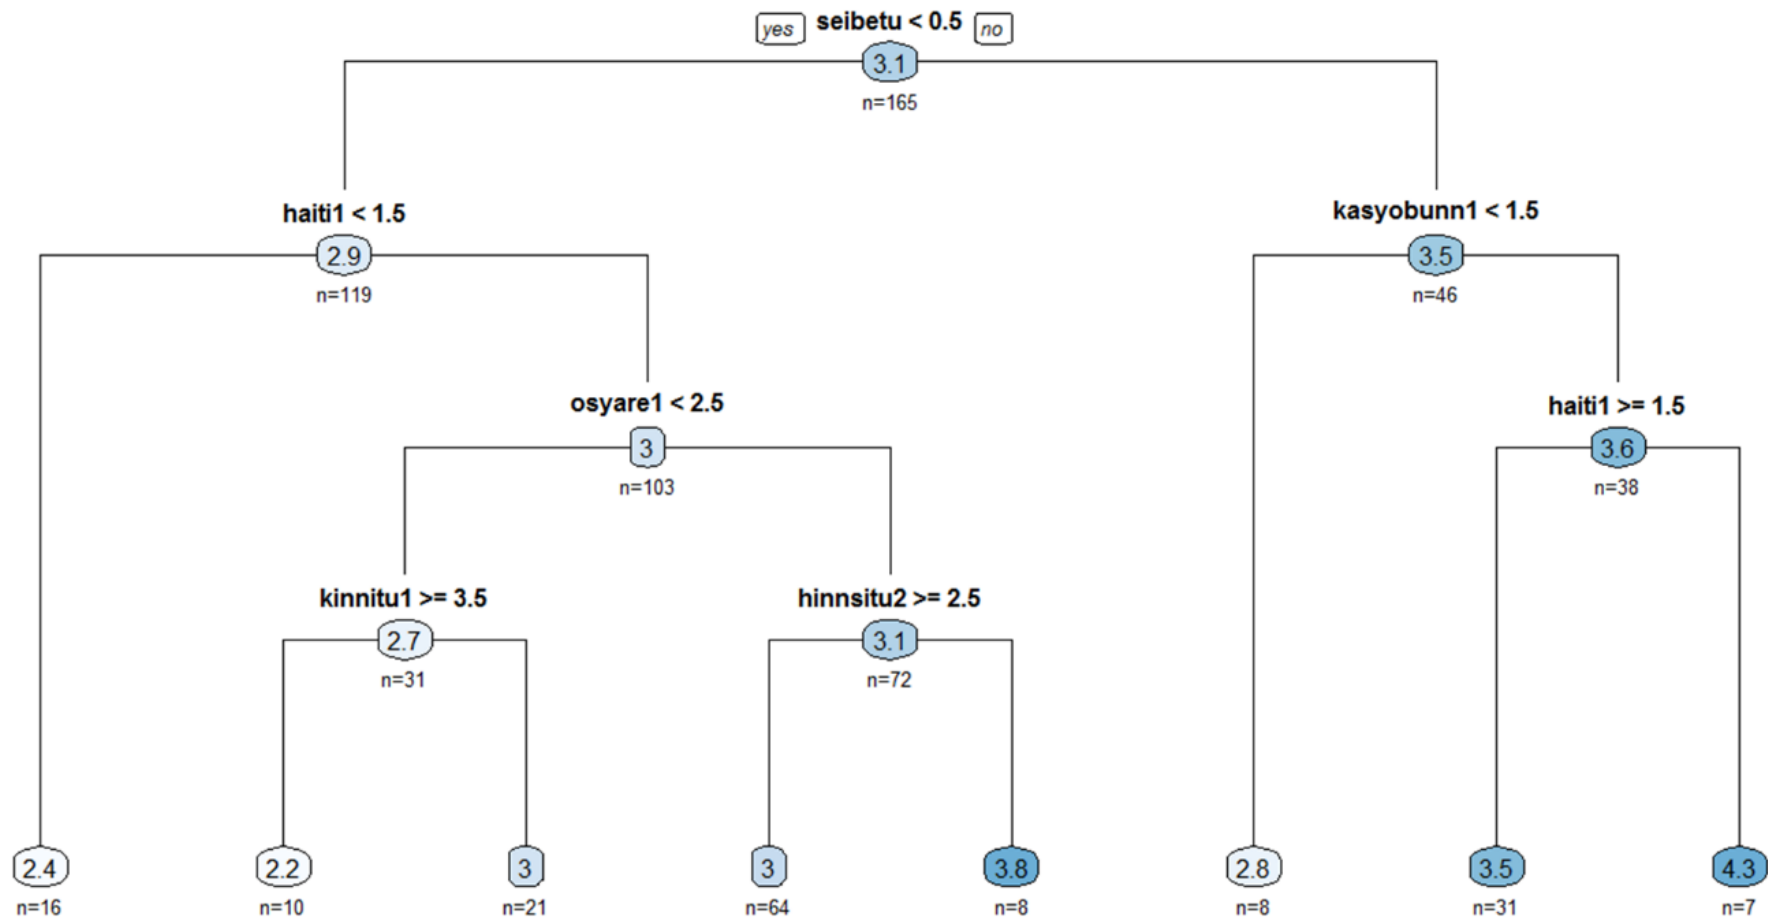 yes seibetu < 0.5 no
3.1
n=165
haiti1 < 1.5
2.9
n=119
kasyobunn1 < 1.5
3.5
n=46
osyare1 < 2.5
3
n=103
haiti1 >= 1.5
3.6
n=38
kinnitu1 >= 3.5
2.7
n=31
hinnsitu2 >= 2.5
3.1
n=72
2.4 2.2 3 3 3.8 2.8 3.5 4.3
n=16 n=10 n=21 n=64 n=8 n=8 n=31 n=7